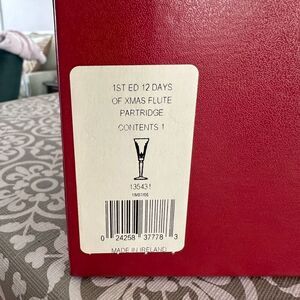 1ST ED 12 DAYS
OF XMAS FLUTE
PARTRIDGE
CONTENTS 1
135431
0 24258 37778 3
MADE IN IRELAND